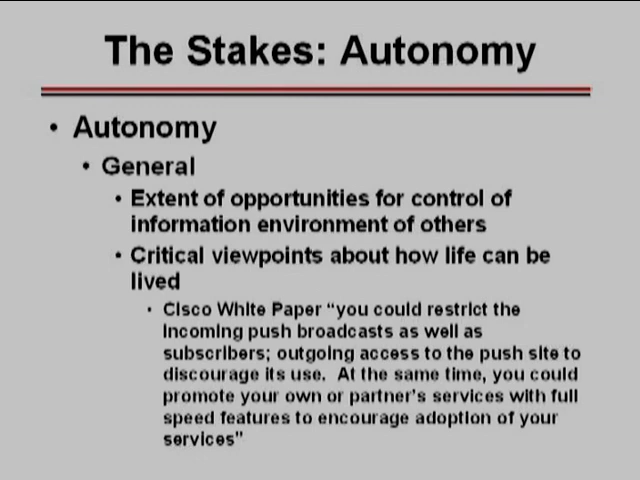 The Stakes: Autonomy
• Autonomy
• General
• Extent of opportunities for control of
information environment of others
• Critical viewpoints about how life can be
lived
• Cisco White Paper “you could restrict the
incoming push broadcasts as well as
subscribers; outgoing access to the push site to
discourage its use. At the same time, you could
promote your own or partner's services with full
speed features to encourage adoption of your
services"